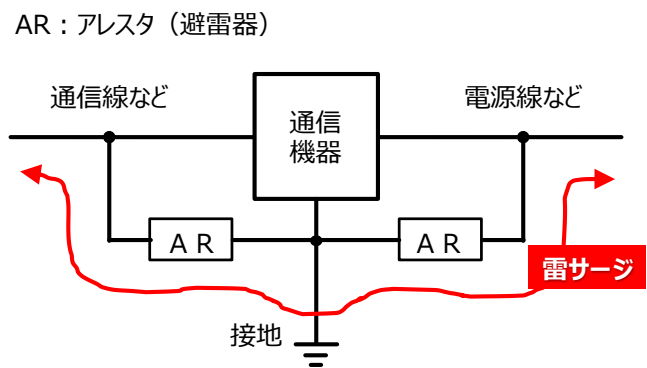 AR：アレスタ（避雷器）
通信線など
電源線など
通信
機器
ＡＲ
ＡＲ
雷サージ
接地